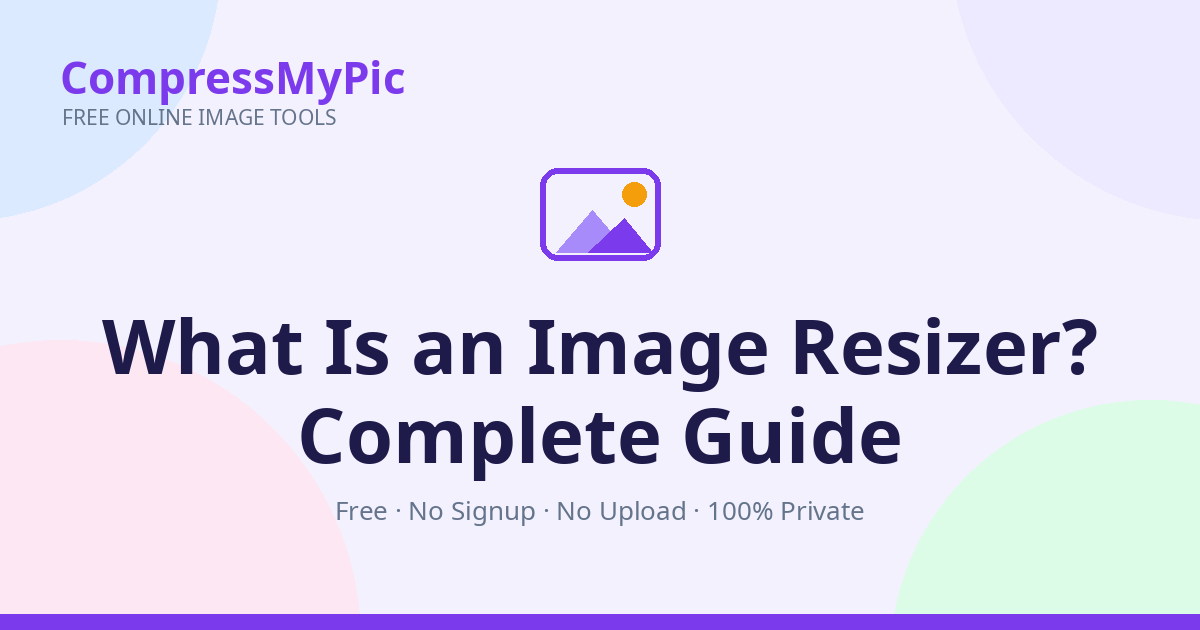 CompressMyPic
FREE ONLINE IMAGE TOOLS
What Is an Image Resizer?
Complete Guide
Free · No Signup · No Upload · 100% Private